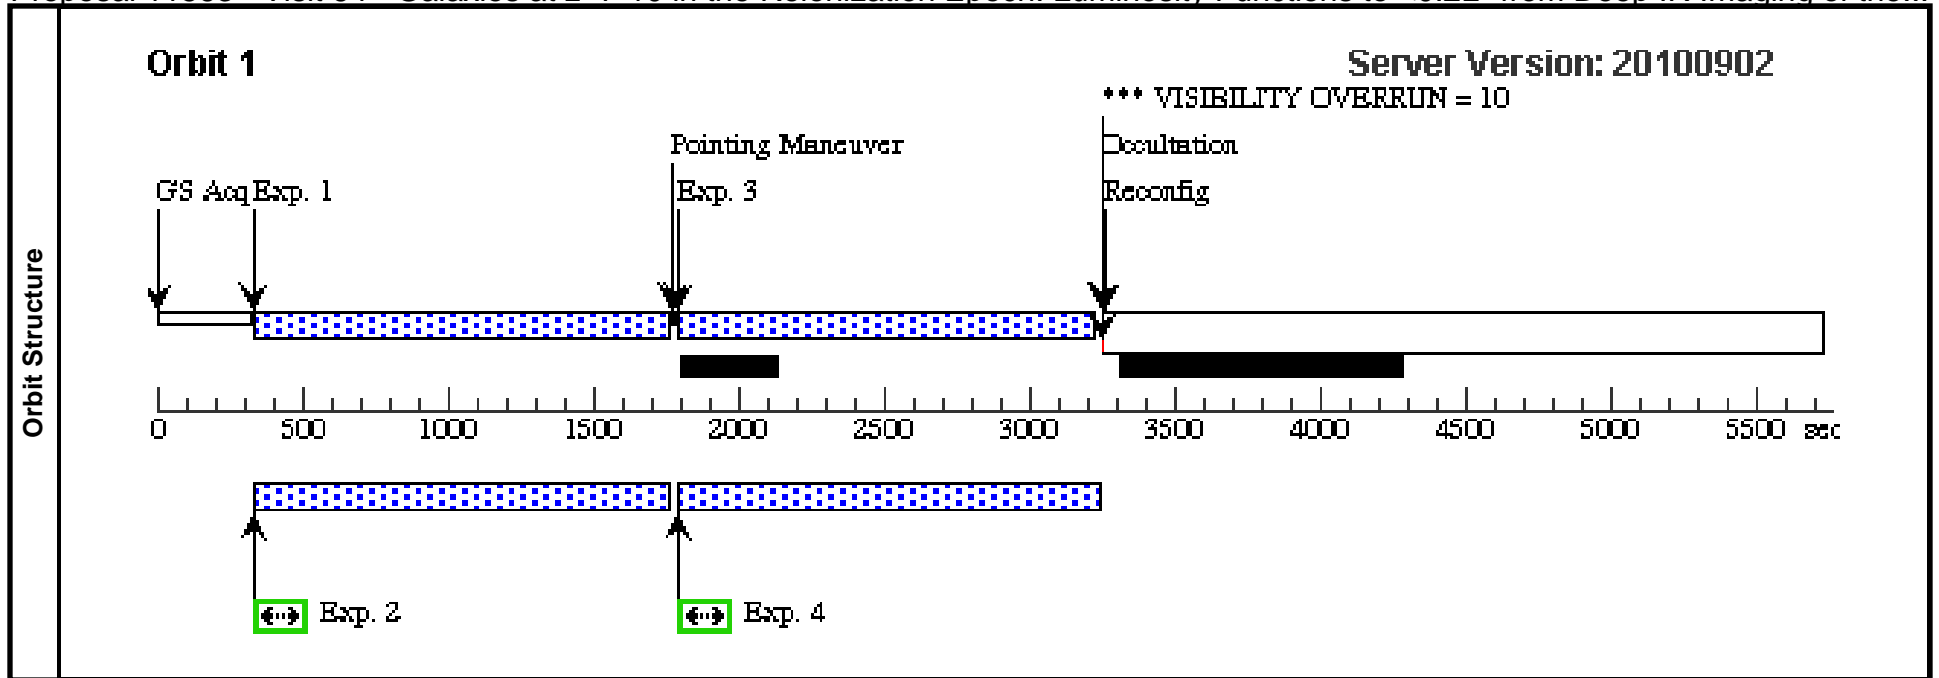 Orbit Structure
Orbit 1
Server Version: 20100902
*** VISIBILITY OVERRUN = 10
Pointing Maneuver
Occultation
GS Acq
Exp. 1
Exp. 3
Reconfig
0 500 1000 1500 2000 2500 3000 3500 4000 4500 5000 5500 sec
Exp. 2
Exp. 4